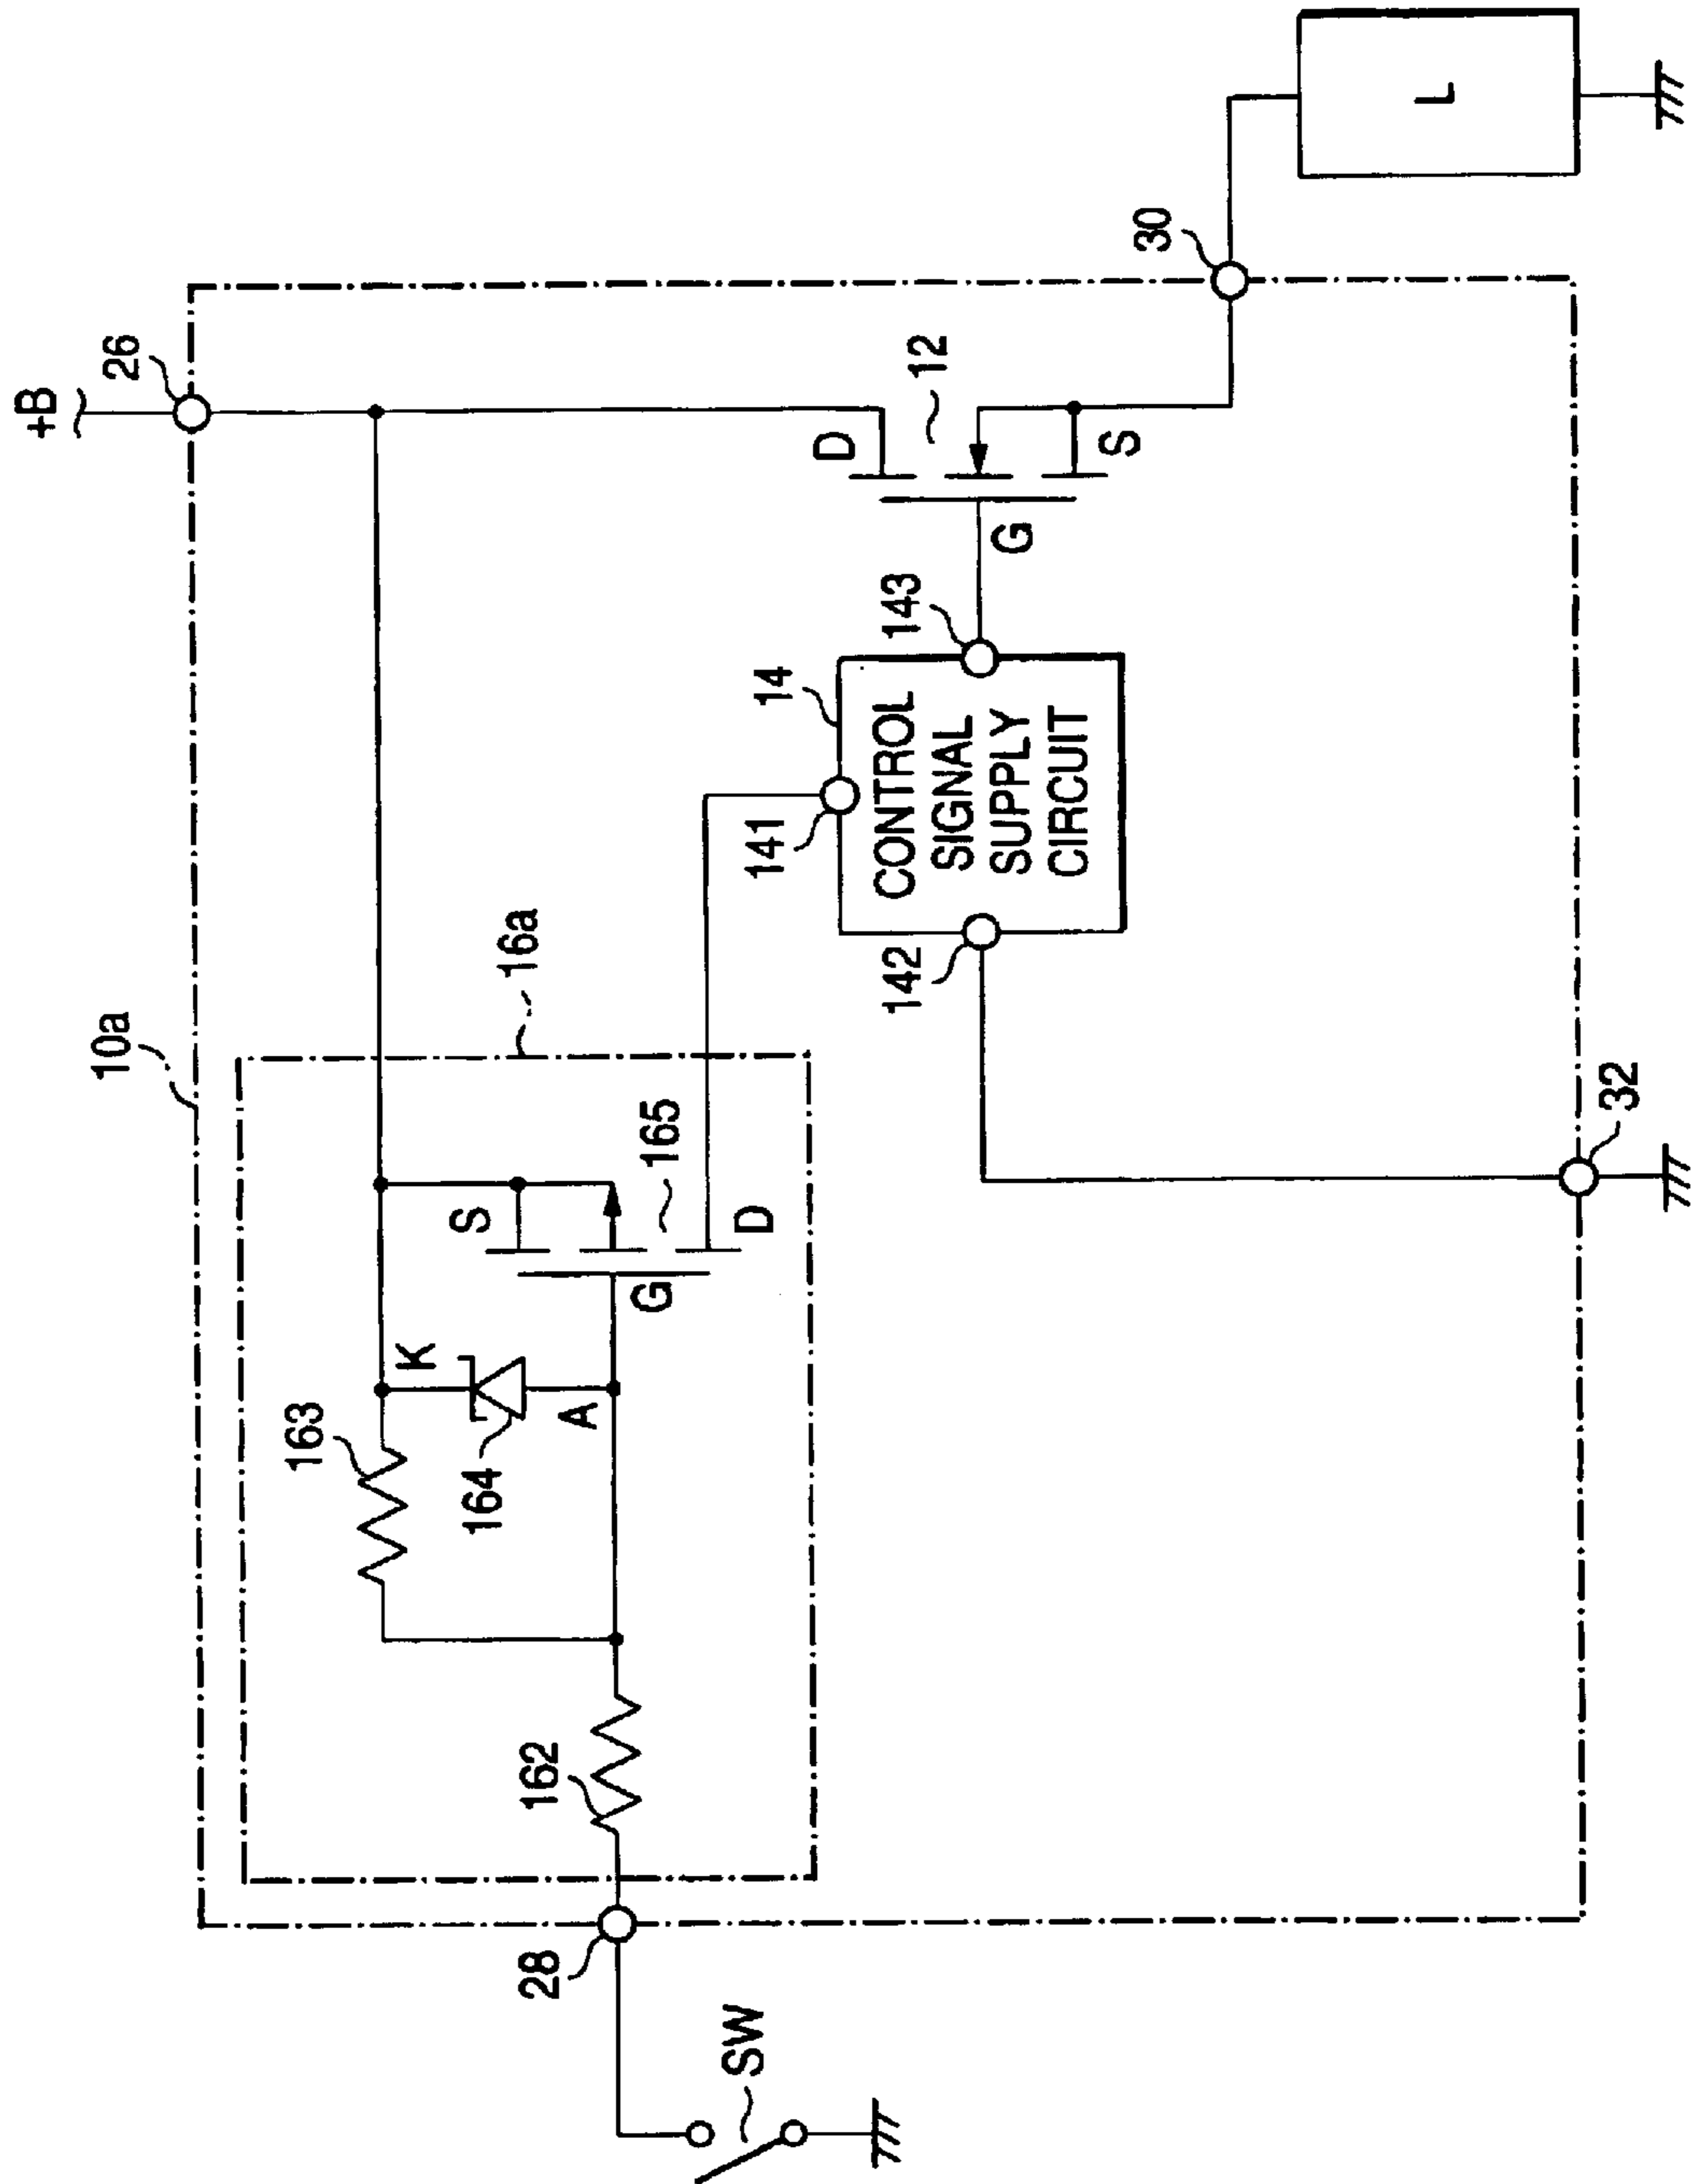 +B
26
10a
16a
163
K
S
164
A
G
165
D
162
28
SW
141
14
CONTROL
SIGNAL
SUPPLY
CIRCUIT
142
143
D
12
G
S
30
L
32